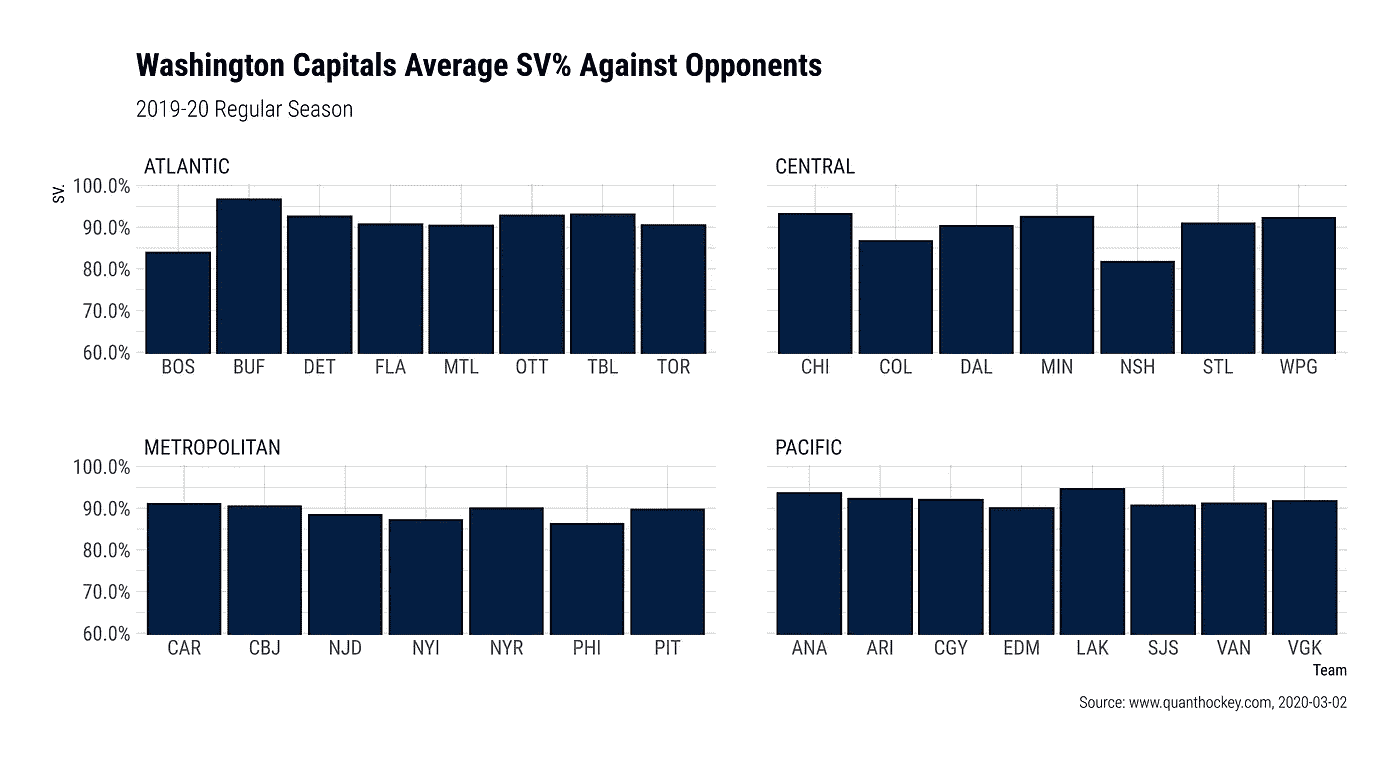 Washington Capitals Average SV% Against Opponents
2019-20 Regular Season
ATLANTIC
SV.
100.0%
90.0%
80.0%
70.0%
60.0%
BOS BUF DET FLA MTL OTT TBL TOR
CENTRAL
CHI COL DAL MIN NSH STL WPG
METROPOLITAN
100.0%
90.0%
80.0%
70.0%
60.0%
CAR CBJ NJD NYI NYR PHI PIT
PACIFIC
ANA ARI CGY EDM LAK SJS VAN VGK
Team
Source: www.quanthockey.com, 2020-03-02